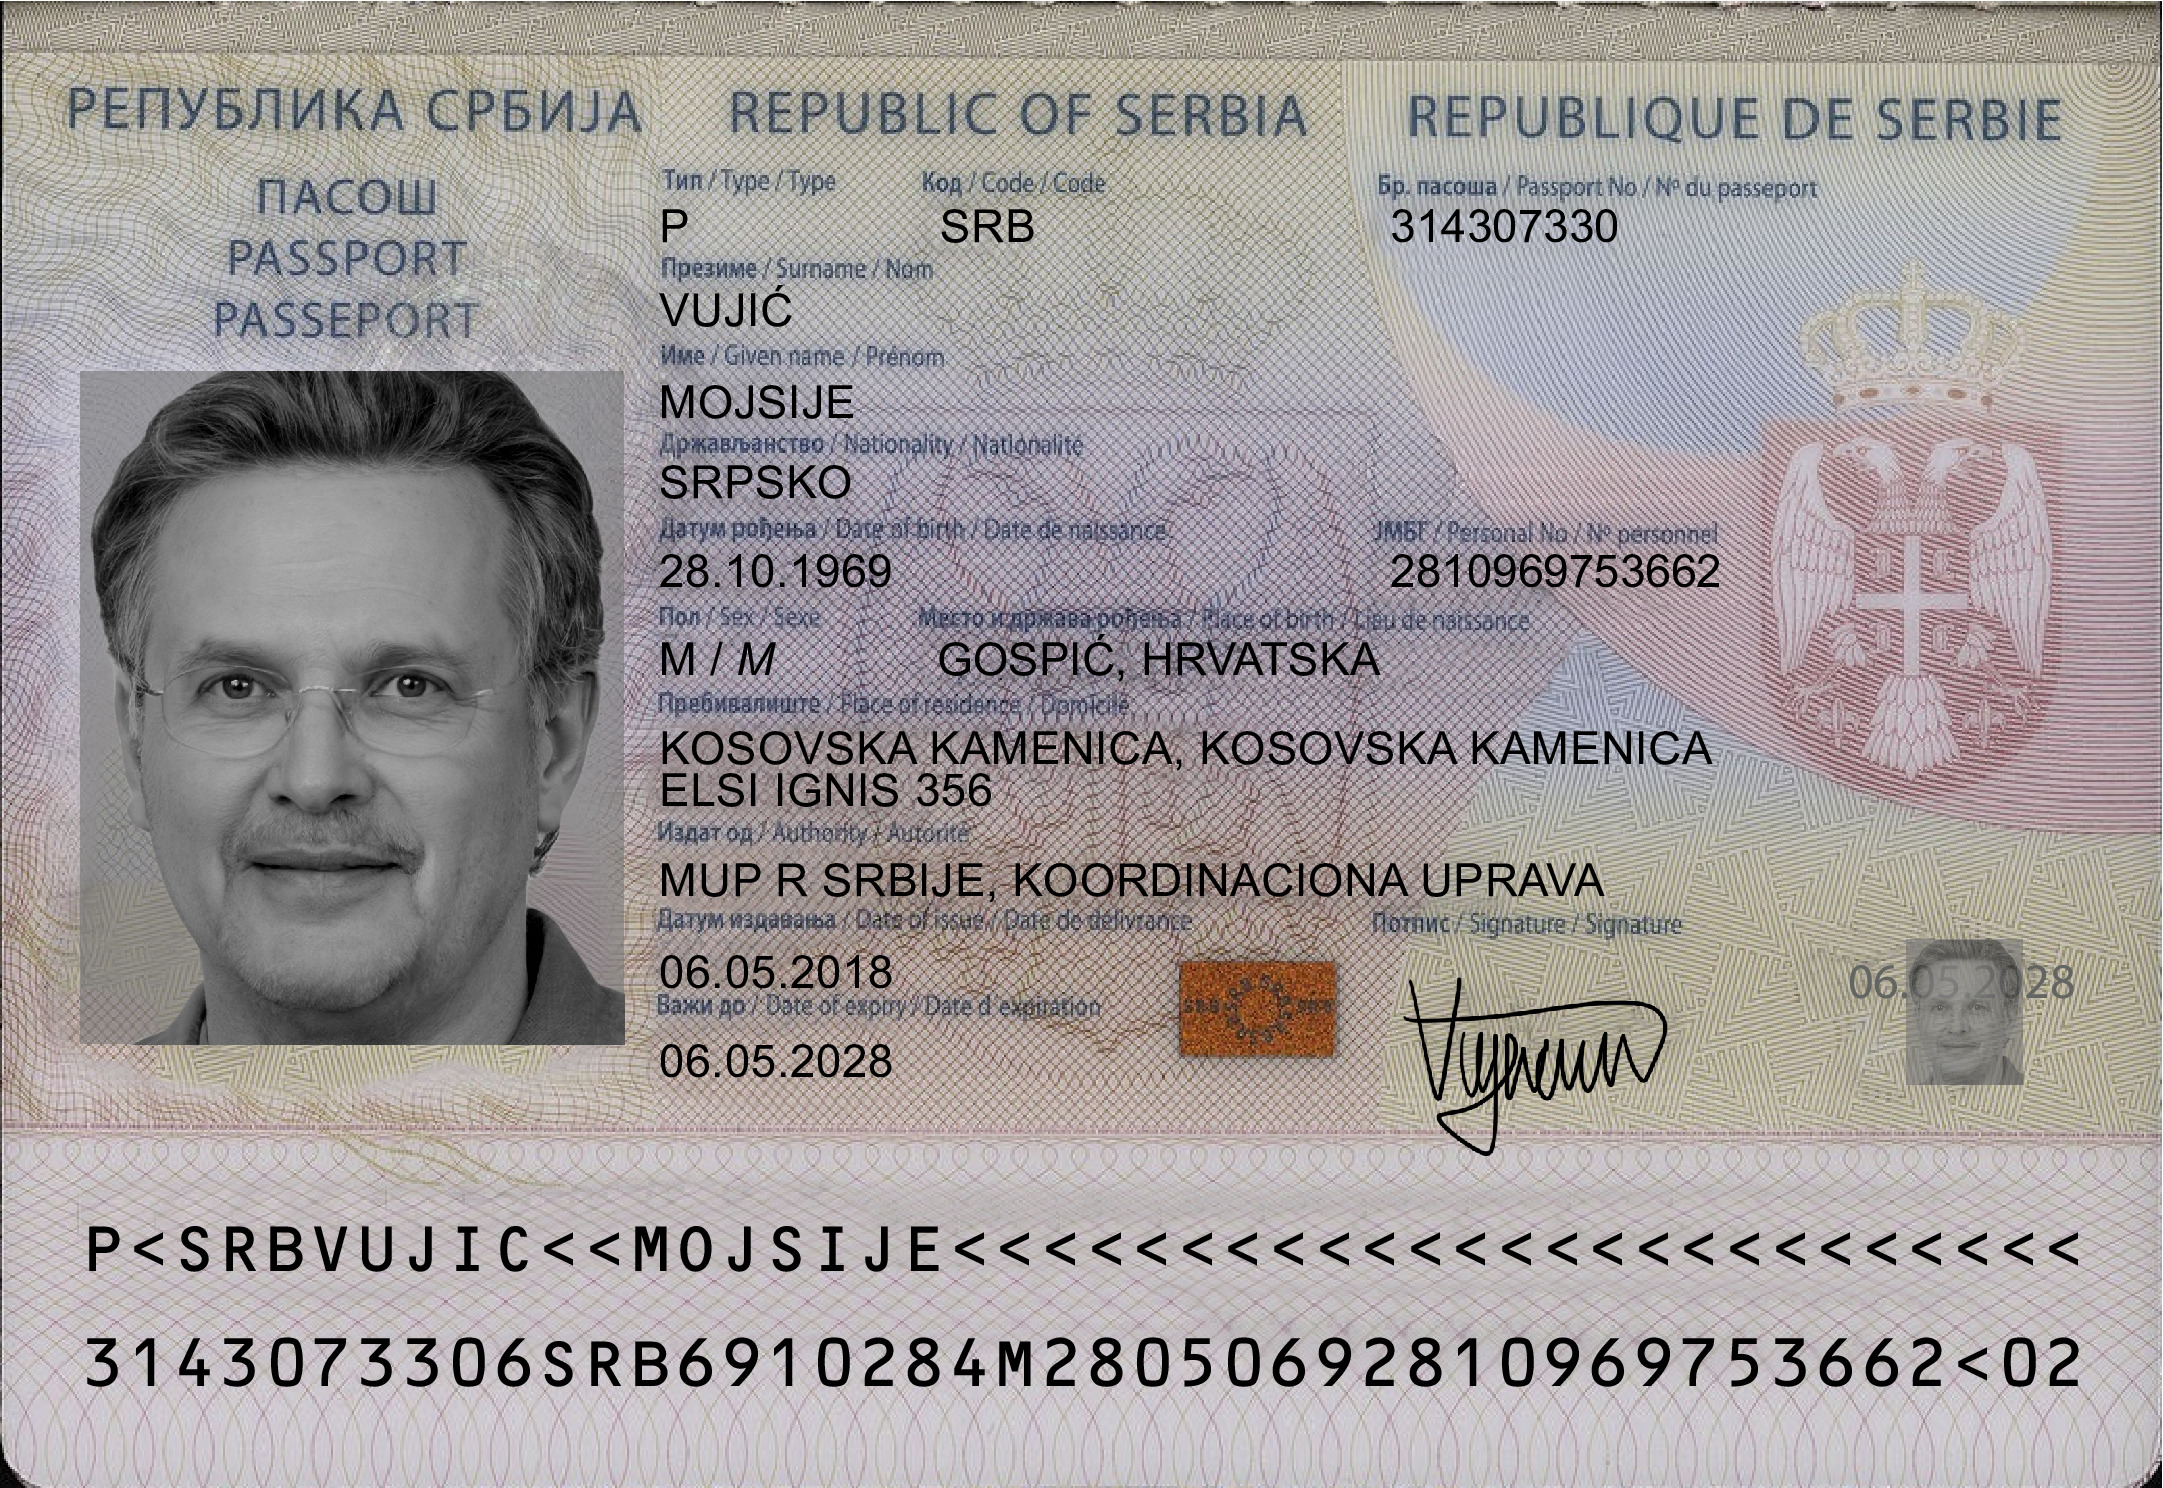 РЕПУБЛИКА СРБИЈА REPUBLIC OF SERBIA REPUBLIQUE DE SERBIE
ПАСОШ
PASSPORT
PASSEPORT
Тип / Type / Type Код / Code / Code Бр. пасоша / Passport No / Nº du passeport
P SRB 314307330
Презиме / Surname / Nom
VUJIĆ
Име / Given name / Prénom
MOJSIJE
Држављанство / Nationality / Nationalité
SRPSKO
Датум рођења / Date of birth / Date de naissance ЈМБГ / Personal No / Nº personnel
28.10.1969 2810969753662
Пол / Sex / Sexe Место и држава рођења / Place of birth / Lieu de naissance
M / M GOSPIĆ, HRVATSKA
Пребивалиште / Place of residence / Domicile
KOSOVSKA KAMENICA, KOSOVSKA KAMENICA
ELSI IGNIS 356
Издат од / Authority / Autorité
MUP R SRBIJE, KOORDINACIONA UPRAVA
Датум издавања / Date of issue / Date de délivrance Потпис / Signature / Signature
06.05.2018 06.05.2028
Важи до / Date of expiry / Date d expiration
06.05.2028
P<SRBVUJIC<<MOJSIJE<<<<<<<<<<<<<<<<<<<<<<<<<
3143073306SRB6910284M28050692810969753662<02